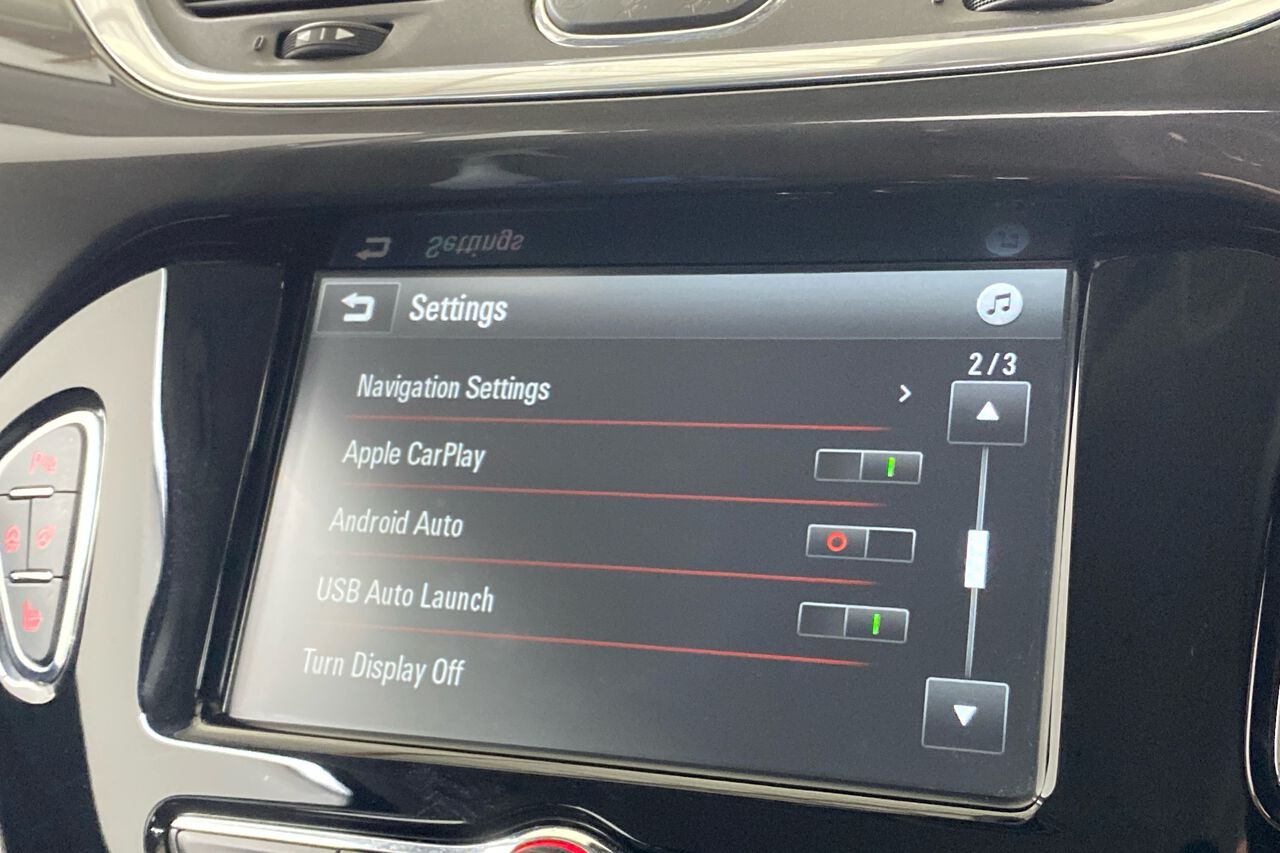 Settings
2/3
Navigation Settings
Apple CarPlay
Android Auto
USB Auto Launch
Turn Display Off